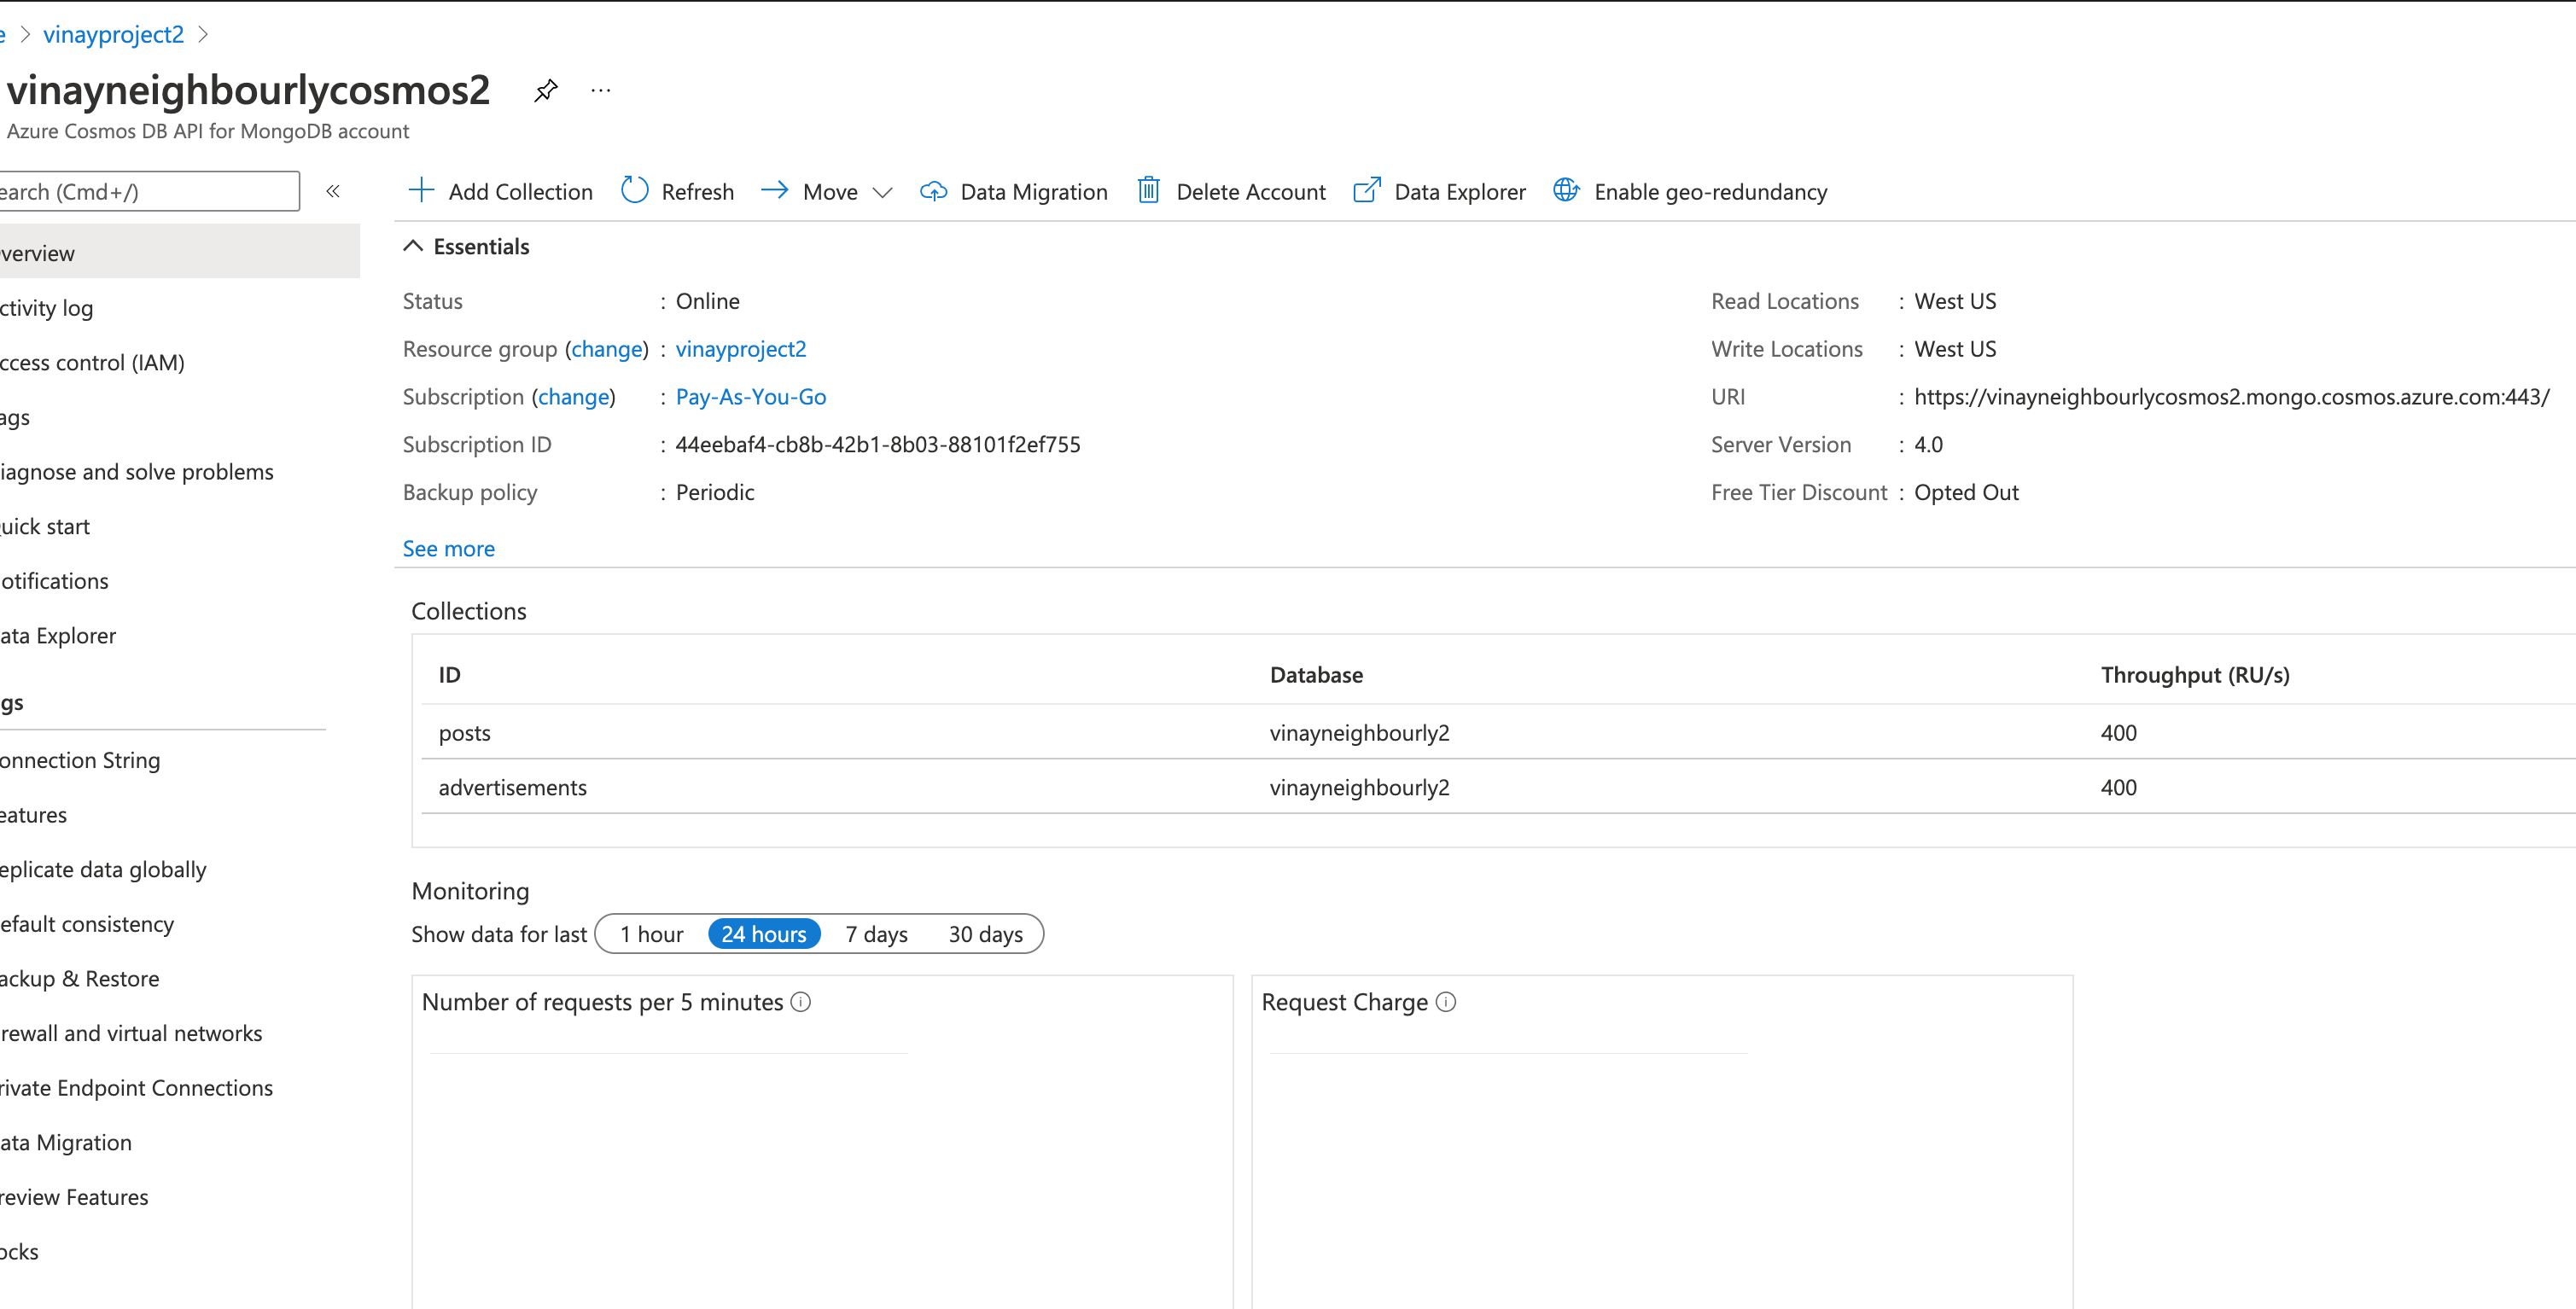 e > vinayproject2 >
vinayneighbourlycosmos2 ...
Azure Cosmos DB API for MongoDB account
earch (Cmd+/) «
Add Collection Refresh Move Data Migration Delete Account Data Explorer Enable geo-redundancy
verview
ctivity log
ccess control (IAM)
ags
iagnose and solve problems
uick start
otifications
ata Explorer
gs
onnection String
eatures
eplicate data globally
efault consistency
ackup & Restore
rewall and virtual networks
rivate Endpoint Connections
ata Migration
review Features
ocks
Essentials
Status : Online
Resource group (change) : vinayproject2
Subscription (change) : Pay-As-You-Go
Subscription ID : 44eebaf4-cb8b-42b1-8b03-88101f2ef755
Backup policy : Periodic
See more
Read Locations : West US
Write Locations : West US
URI : https://vinayneighbourlycosmos2.mongo.cosmos.azure.com:443/
Server Version : 4.0
Free Tier Discount : Opted Out
Collections
ID Database Throughput (RU/s)
posts vinayneighbourly2 400
advertisements vinayneighbourly2 400
Monitoring
Show data for last 1 hour 24 hours 7 days 30 days
Number of requests per 5 minutes
Request Charge